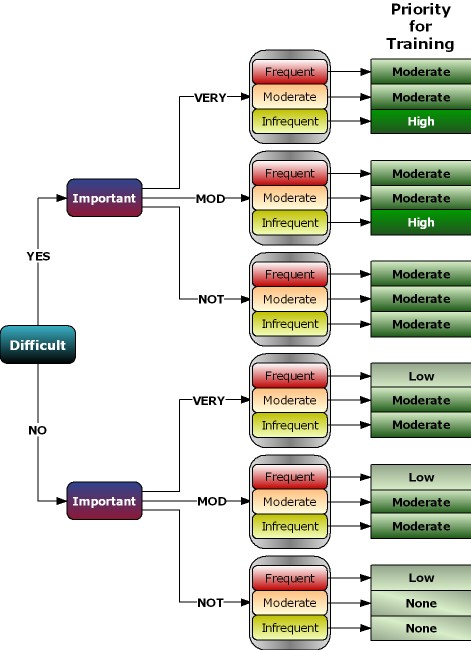 Priority
for
Training
Frequent Moderate
VERY Moderate Moderate
Infrequent High
Frequent Moderate
Important MOD Moderate Moderate
Infrequent High
YES
Frequent Moderate
NOT Moderate Moderate
Infrequent Moderate
Difficult
Frequent Low
VERY Moderate Moderate
Infrequent Moderate
NO
Frequent Low
Important MOD Moderate Moderate
Infrequent Moderate
Frequent Low
NOT Moderate None
Infrequent None